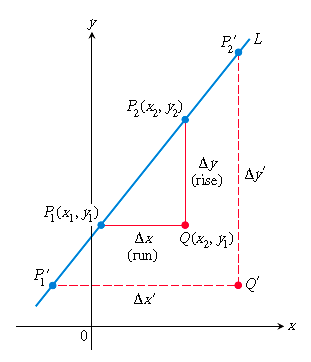 y
P₂′
L
P₂(x₂, y₂)
Δy
(rise)
Δy′
P₁(x₁, y₁)
Δx
(run)
Q(x₂, y₁)
P₁′
Q′
Δx′
0
x